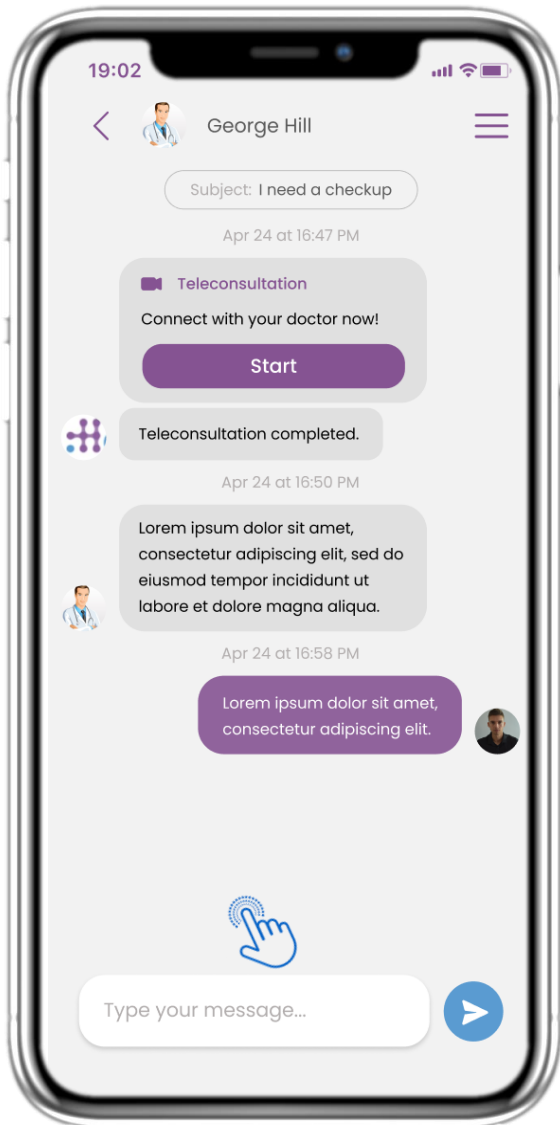 19:02
George Hill
Subject: I need a checkup
Apr 24 at 16:47 PM
Teleconsultation
Connect with your doctor now!
Start
Teleconsultation completed.
Apr 24 at 16:50 PM
Lorem ipsum dolor sit amet,
consectetur adipiscing elit, sed do
eiusmod tempor incididunt ut
labore et dolore magna aliqua.
Apr 24 at 16:58 PM
Lorem ipsum dolor sit amet,
consectetur adipiscing elit.
Type your message...